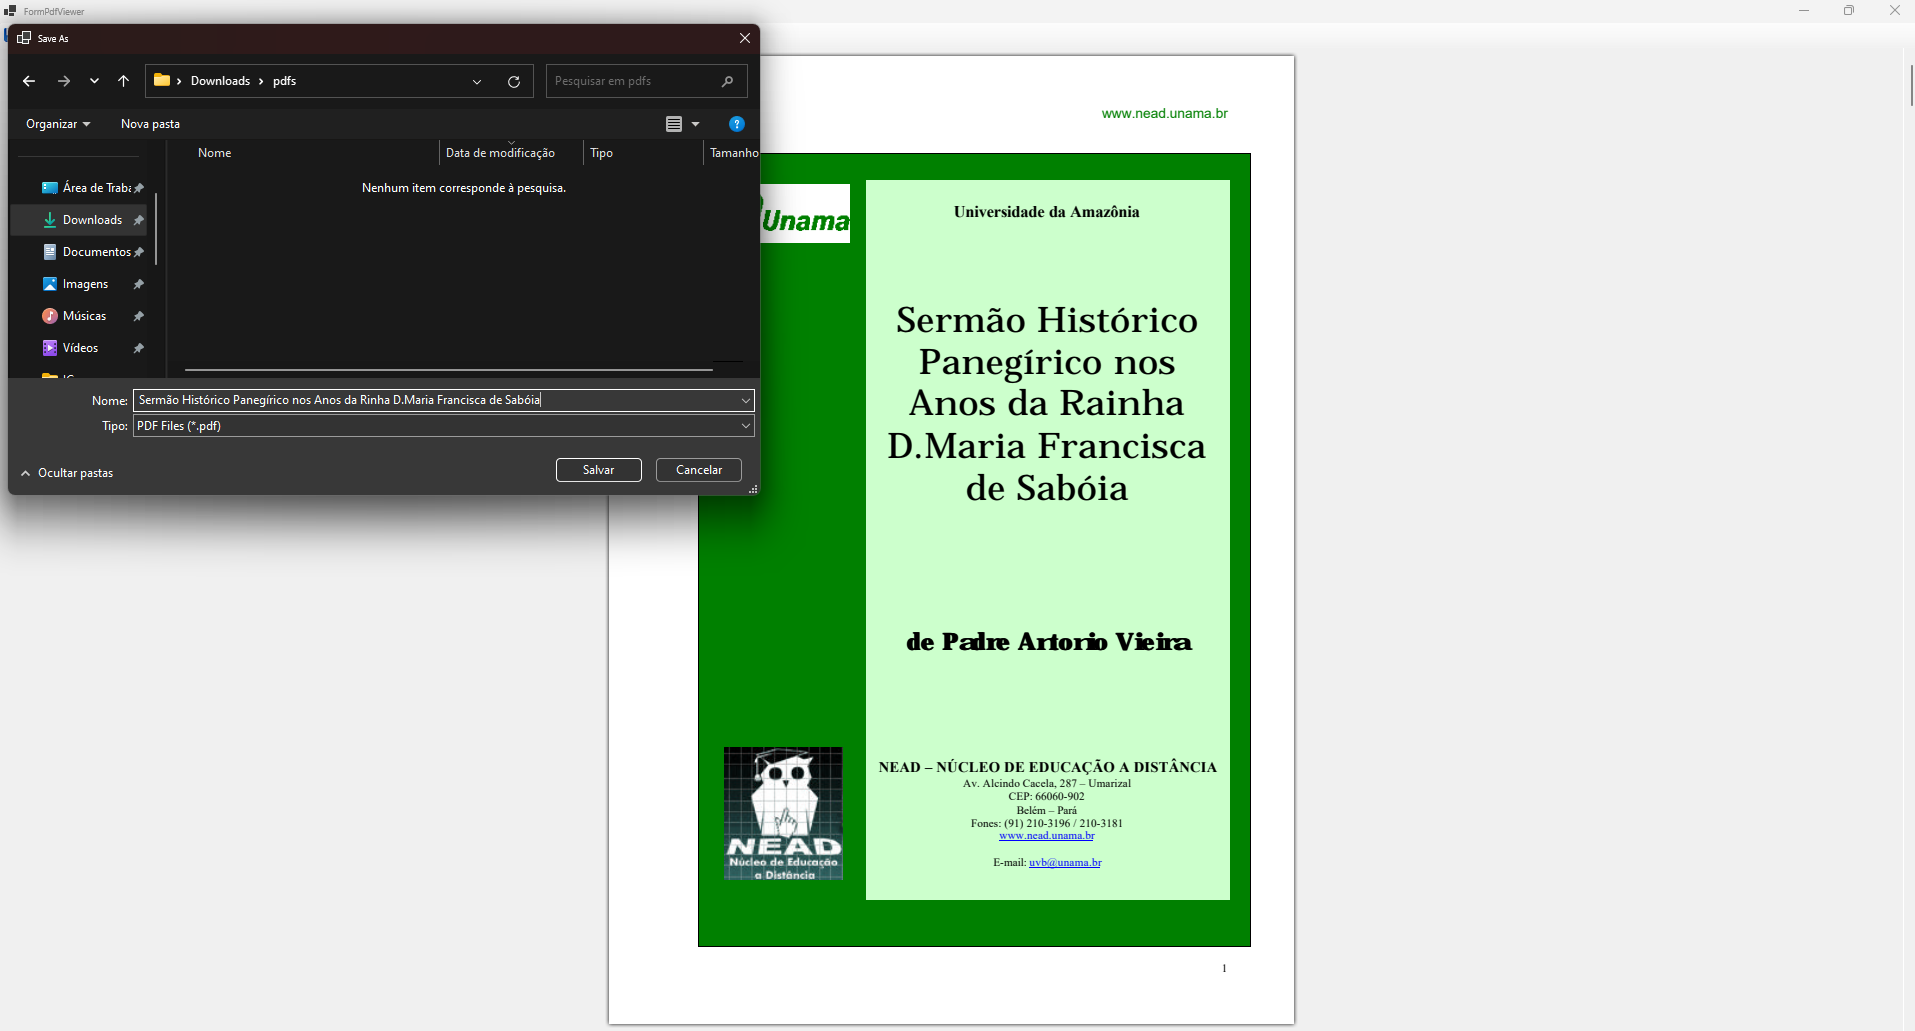 FormPdfViewer
Save As
Downloads > pdfs
Pesquisar em pdfs
Organizar
Nova pasta
?
Nome
Data de modificação
Tipo
Tamanho
Nenhum item corresponde à pesquisa.
Área de Traba
Downloads
Documentos
Imagens
Músicas
Vídeos
Nome: Sermão Histórico Panegírico nos Anos da Rinha D.Maria Francisca de Sabóia
Tipo: PDF Files (*.pdf)
Ocultar pastas
Salvar
Cancelar
www.nead.unama.br
Unama
Universidade da Amazônia
Sermão Histórico
Panegírico nos
Anos da Rainha
D.Maria Francisca
de Sabóia
de Padre Antonio Vieira
NEAD
Núcleo de Educação
a Distância
NEAD – NÚCLEO DE EDUCAÇÃO A DISTÂNCIA
Av. Alcindo Cacela, 287 – Umarizal
CEP: 66060-902
Belém – Pará
Fones: (91) 210-3196 / 210-3181
www.nead.unama.br
E-mail: uvb@unama.br
1